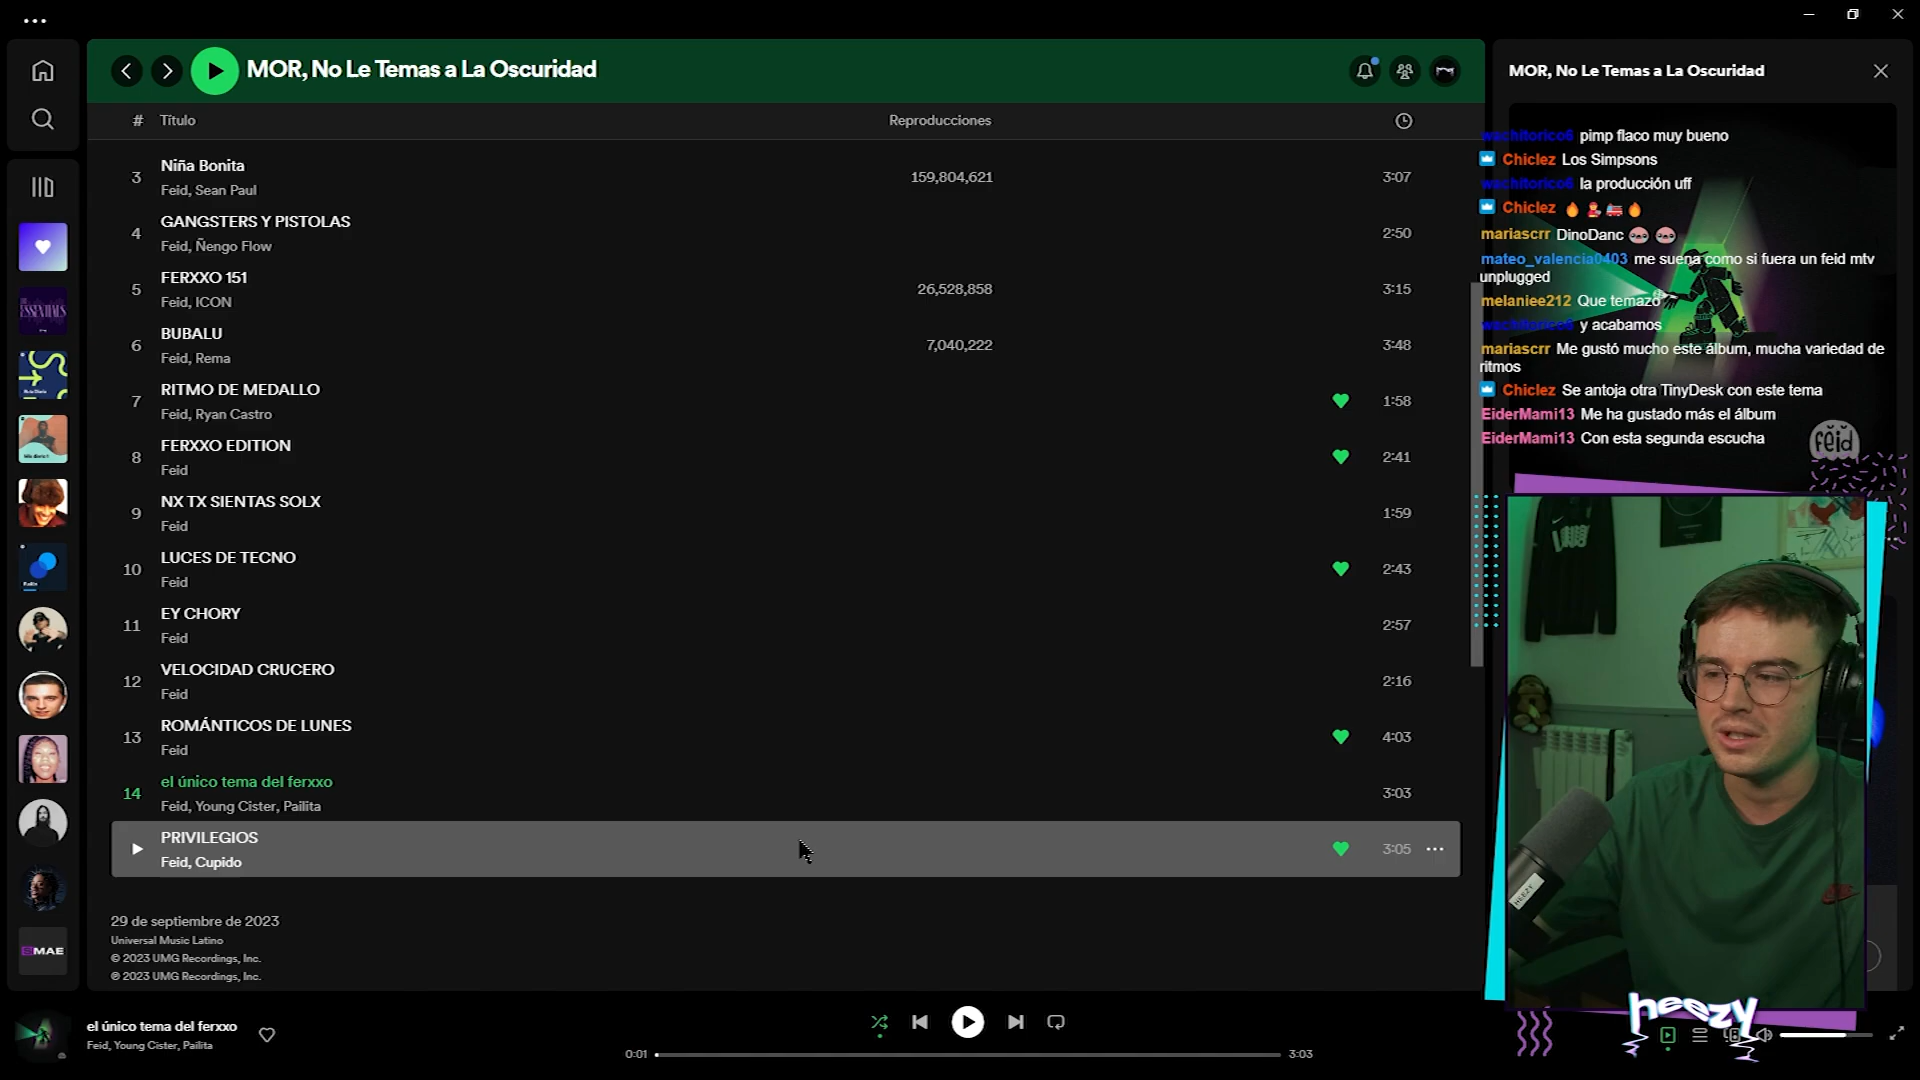 MOR, No Le Temas a La Oscuridad
# Título Reproducciones
3 Niña Bonita 159,804,621 3:07
Feid, Sean Paul
4 GANGSTERS Y PISTOLAS 2:50
Feid, Ñengo Flow
5 FERXXO 151 26,528,858 3:15
Feid, ICON
6 BUBALU 7,040,222 3:48
Feid, Rema
7 RITMO DE MEDALLO 1:58
Feid, Ryan Castro
8 FERXXO EDITION 2:41
Feid
9 NX TX SIENTAS SOLX 1:59
Feid
10 LUCES DE TECNO 2:43
Feid
11 EY CHORY 2:57
Feid
12 VELOCIDAD CRUCERO 2:16
Feid
13 ROMÁNTICOS DE LUNES 4:03
Feid
14 el único tema del ferxxo 3:03
Feid, Young Cister, Pailita
PRIVILEGIOS 3:05
Feid, Cupido
29 de septiembre de 2023
Universal Music Latino
© 2023 UMG Recordings, Inc.
℗ 2023 UMG Recordings, Inc.
ESSENTIALS
MAE
MOR, No Le Temas a La Oscuridad
wachitorico6 pimp flaco muy bueno
Chiclez Los Simpsons
wachitorico6 la producción uff
Chiclez
mariascrr DinoDanc
mateo_valencia0403 me suena como si fuera un feid mtv
unplugged
melaniee212 Que temazo
wachitorico6 y acabamos
mariascrr Me gustó mucho este álbum, mucha variedad de
ritmos
Chiclez Se antoja otra TinyDesk con este tema
EiderMami13 Me ha gustado más el álbum
EiderMami13 Con esta segunda escucha
feid
HEEZY
heezy
el único tema del ferxxo
Feid, Young Cister, Pailita
0:01 3:03